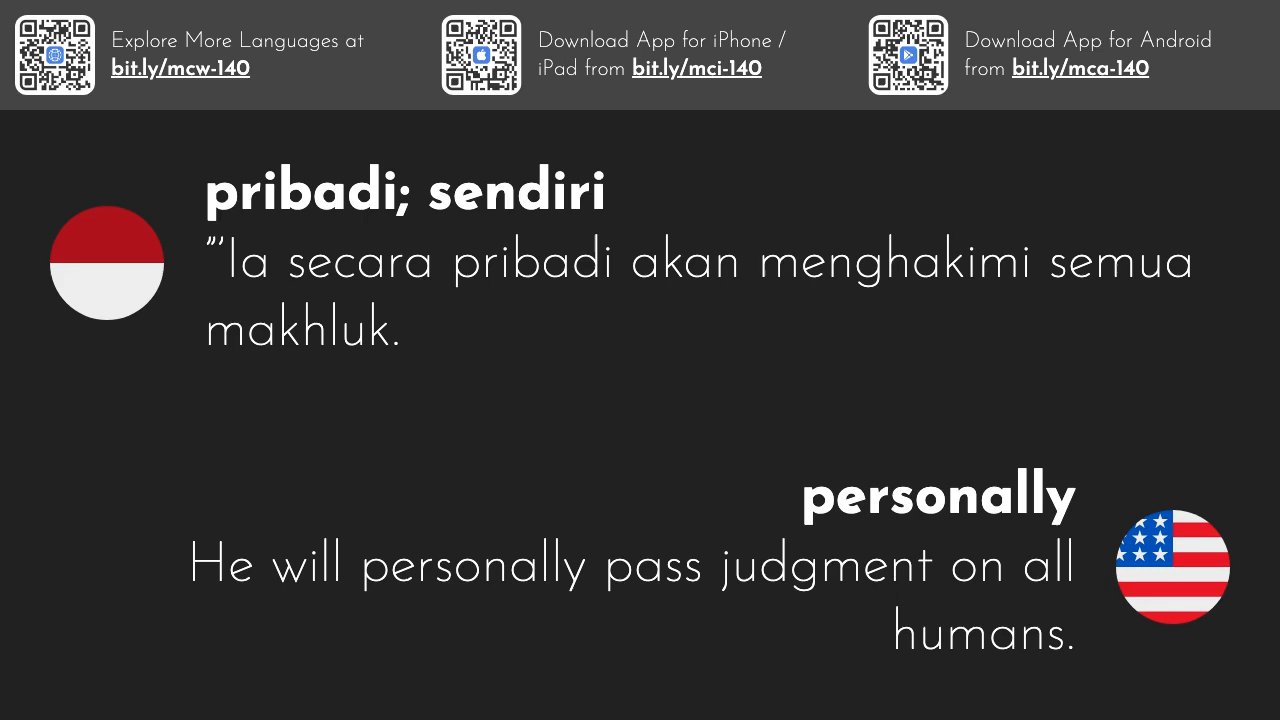 Explore More Languages at
bit.ly/mcw-140
Download App for iPhone /
iPad from bit.ly/mci-140
Download App for Android
from bit.ly/mca-140
pribadi; sendiri
”’Ia secara pribadi akan menghakimi semua
makhluk.
personally
He will personally pass judgment on all
humans.